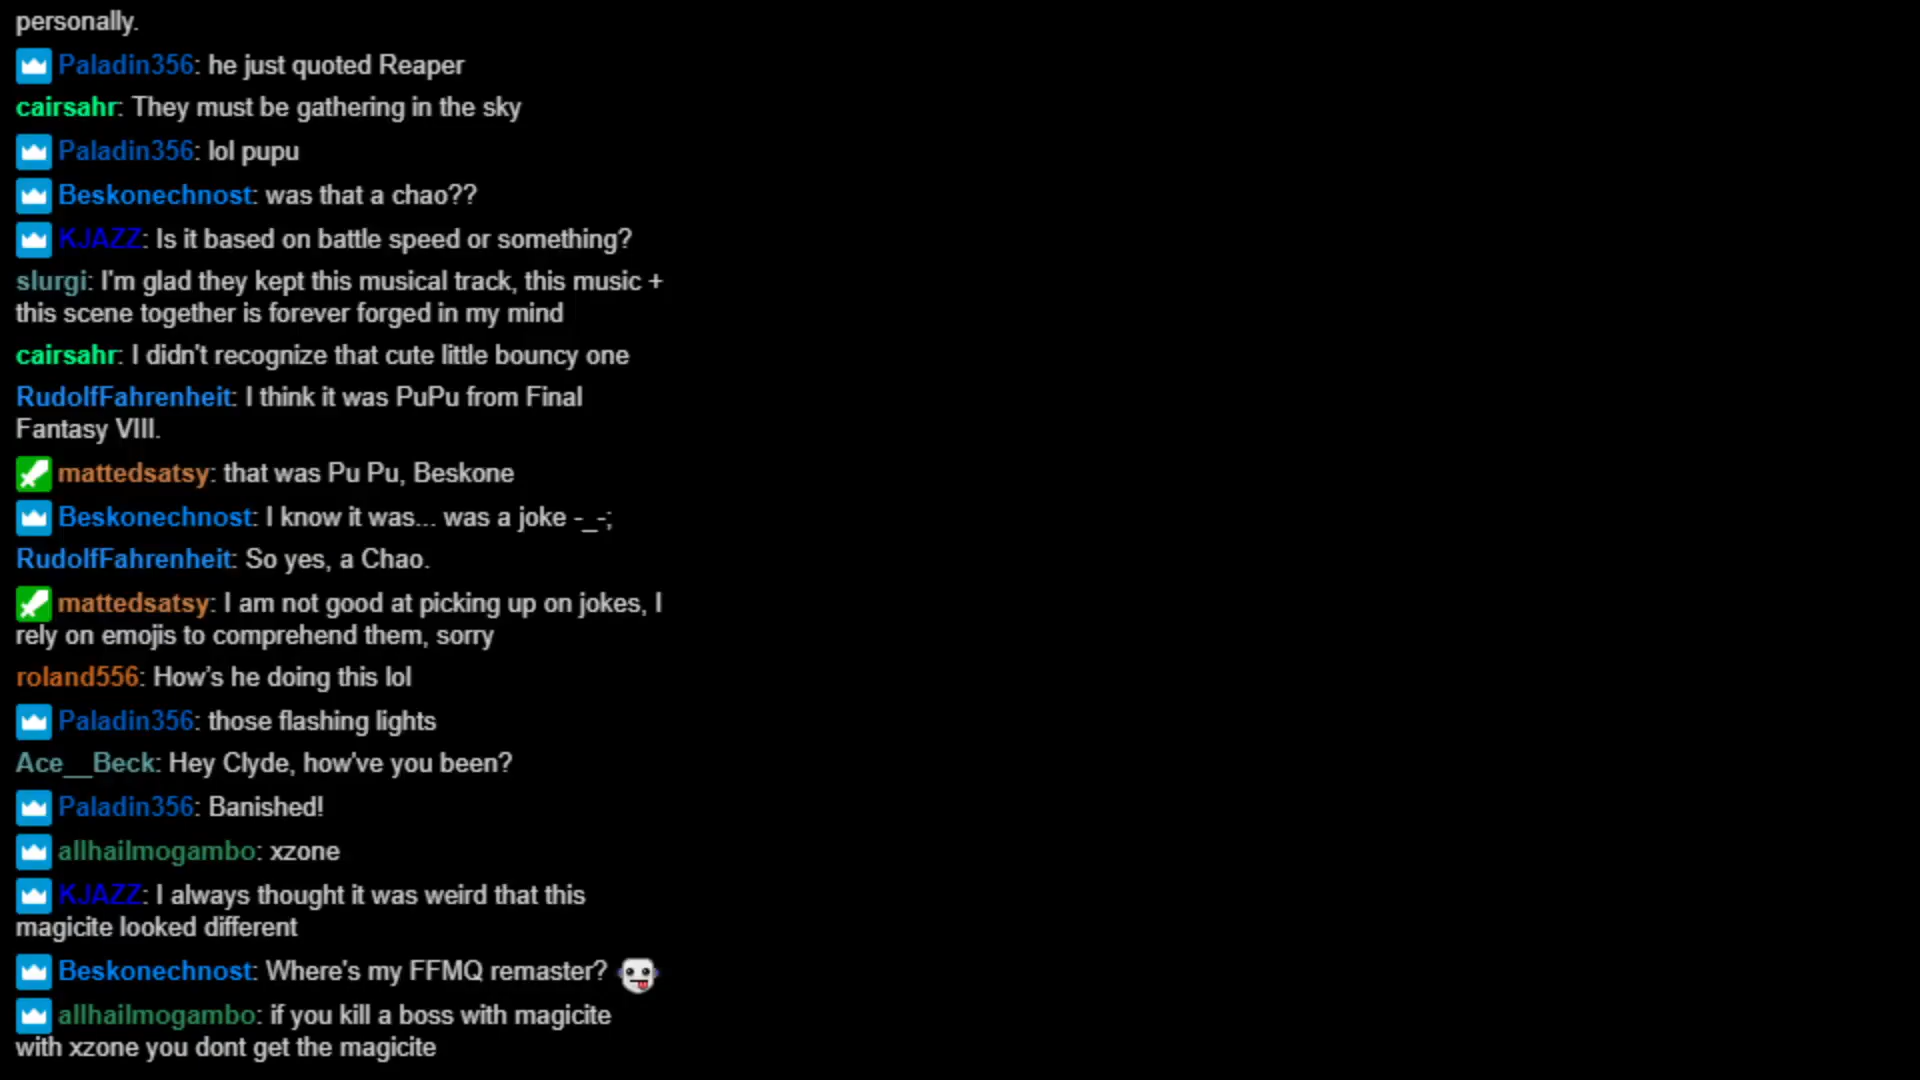 personally.
Paladin356: he just quoted Reaper
cairsahr: They must be gathering in the sky
Paladin356: lol pupu
Beskonechnost: was that a chao??
KJAZZ: Is it based on battle speed or something?
slurgi: I'm glad they kept this musical track, this music +
this scene together is forever forged in my mind
cairsahr: I didn't recognize that cute little bouncy one
RudolfFahrenheit: I think it was PuPu from Final
Fantasy VIII.
mattedsatsy: that was Pu Pu, Beskone
Beskonechnost: I know it was... was a joke -_-;
RudolfFahrenheit: So yes, a Chao.
mattedsatsy: I am not good at picking up on jokes, I
rely on emojis to comprehend them, sorry
roland556: How's he doing this lol
Paladin356: those flashing lights
Ace__Beck: Hey Clyde, how've you been?
Paladin356: Banished!
allhailmogambo: xzone
KJAZZ: I always thought it was weird that this
magicite looked different
Beskonechnost: Where's my FFMQ remaster?
allhailmogambo: if you kill a boss with magicite
with xzone you dont get the magicite